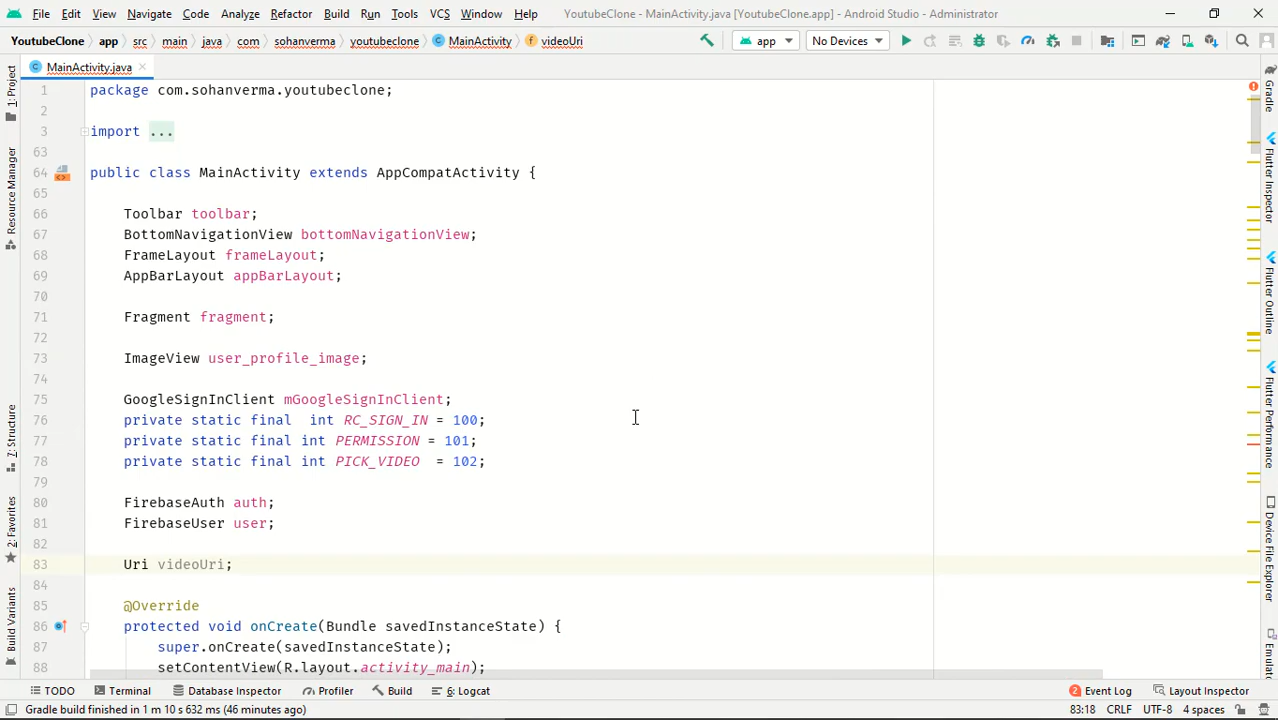 File Edit View Navigate Code Analyze Refactor Build Run Tools VCS Window Help YoutubeClone - MainActivity.java [YoutubeClone.app] - Android Studio - Administrator
YoutubeClone app src main java com sohanverma youtubeclone MainActivity videoUri app No Devices
MainActivity.java
1 package com.sohanverma.youtubeclone;
2
3 import ...
63
64 public class MainActivity extends AppCompatActivity {
65
66 Toolbar toolbar;
67 BottomNavigationView bottomNavigationView;
68 FrameLayout frameLayout;
69 AppBarLayout appBarLayout;
70
71 Fragment fragment;
72
73 ImageView user_profile_image;
74
75 GoogleSignInClient mGoogleSignInClient;
76 private static final  int RC_SIGN_IN = 100;
77 private static final int PERMISSION = 101;
78 private static final int PICK_VIDEO  = 102;
79
80 FirebaseAuth auth;
81 FirebaseUser user;
82
83 Uri videoUri;
84
85 @Override
86 protected void onCreate(Bundle savedInstanceState) {
87 super.onCreate(savedInstanceState);
88 setContentView(R.layout.activity_main);
1: Project
Resource Manager
7: Structure
2: Favorites
Build Variants
Gradle
Flutter Inspector
Flutter Outline
Flutter Performance
Device File Explorer
Emulato
TODO Terminal Database Inspector Profiler Build 6: Logcat 2 Event Log Layout Inspector
Gradle build finished in 1 m 10 s 632 ms (46 minutes ago) 83:18 CRLF UTF-8 4 spaces